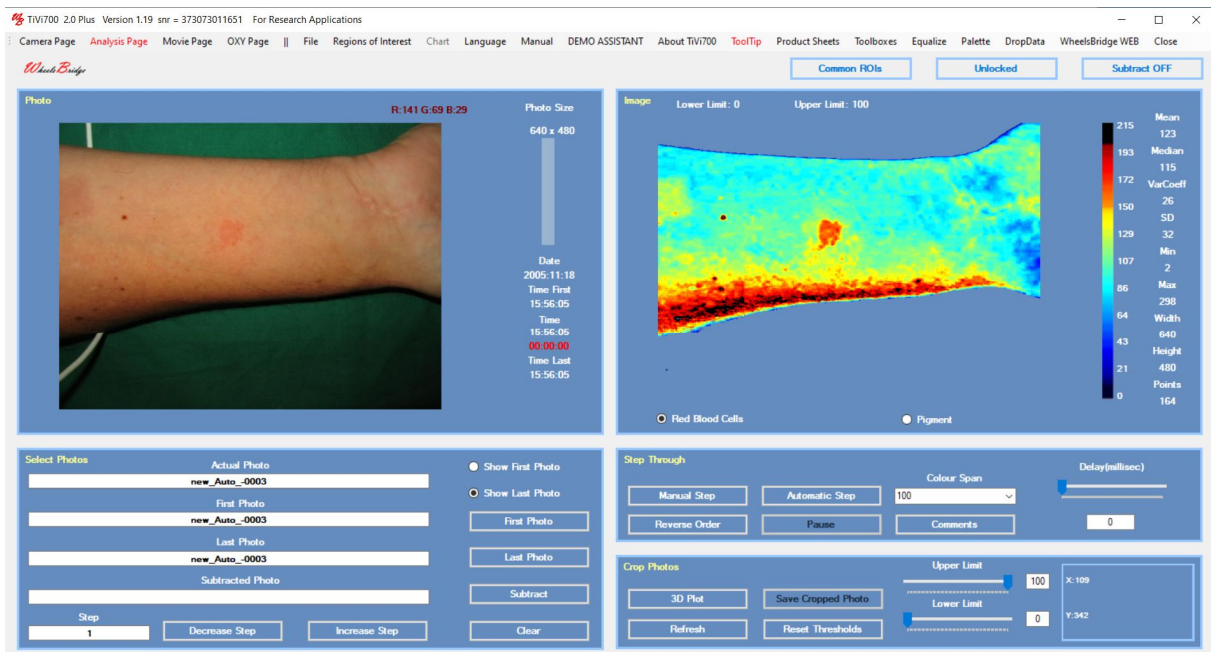 TiVi700 2.0 Plus Version 1.19 snr = 373073011651 For Research Applications
Camera Page Analysis Page Movie Page OXY Page || File Regions of Interest Chart Language Manual DEMO ASSISTANT About TiVi700 ToolTip Product Sheets Toolboxes Equalize Palette DropData WheelsBridge WEB Close
WheelsBridge
Common ROIs
Unlocked
Subtract OFF
Photo
R:141 G:69 B:29
Photo Size
640 x 480
Date
2005:11:18
Time First
15:56:05
Time
15:56:05
00:00:00
Time Last
15:56:05
Image
Lower Limit: 0
Upper Limit: 100
215
193
172
150
129
107
86
64
43
21
0
Mean
123
Median
115
VarCoeff
26
SD
32
Min
2
Max
298
Width
640
Height
480
Points
164
Red Blood Cells
Pigment
Select Photos
Actual Photo
new_Auto_-0003
First Photo
new_Auto_-0003
Last Photo
new_Auto_-0003
Subtracted Photo
Step
1
Decrease Step
Increase Step
Show First Photo
Show Last Photo
First Photo
Last Photo
Subtract
Clear
Step Through
Manual Step
Automatic Step
Colour Span
100
Delay(millisec)
Reverse Order
Pause
Comments
0
Crop Photos
3D Plot
Save Cropped Photo
Upper Limit
100
Refresh
Reset Thresholds
Lower Limit
0
X:109
Y:342